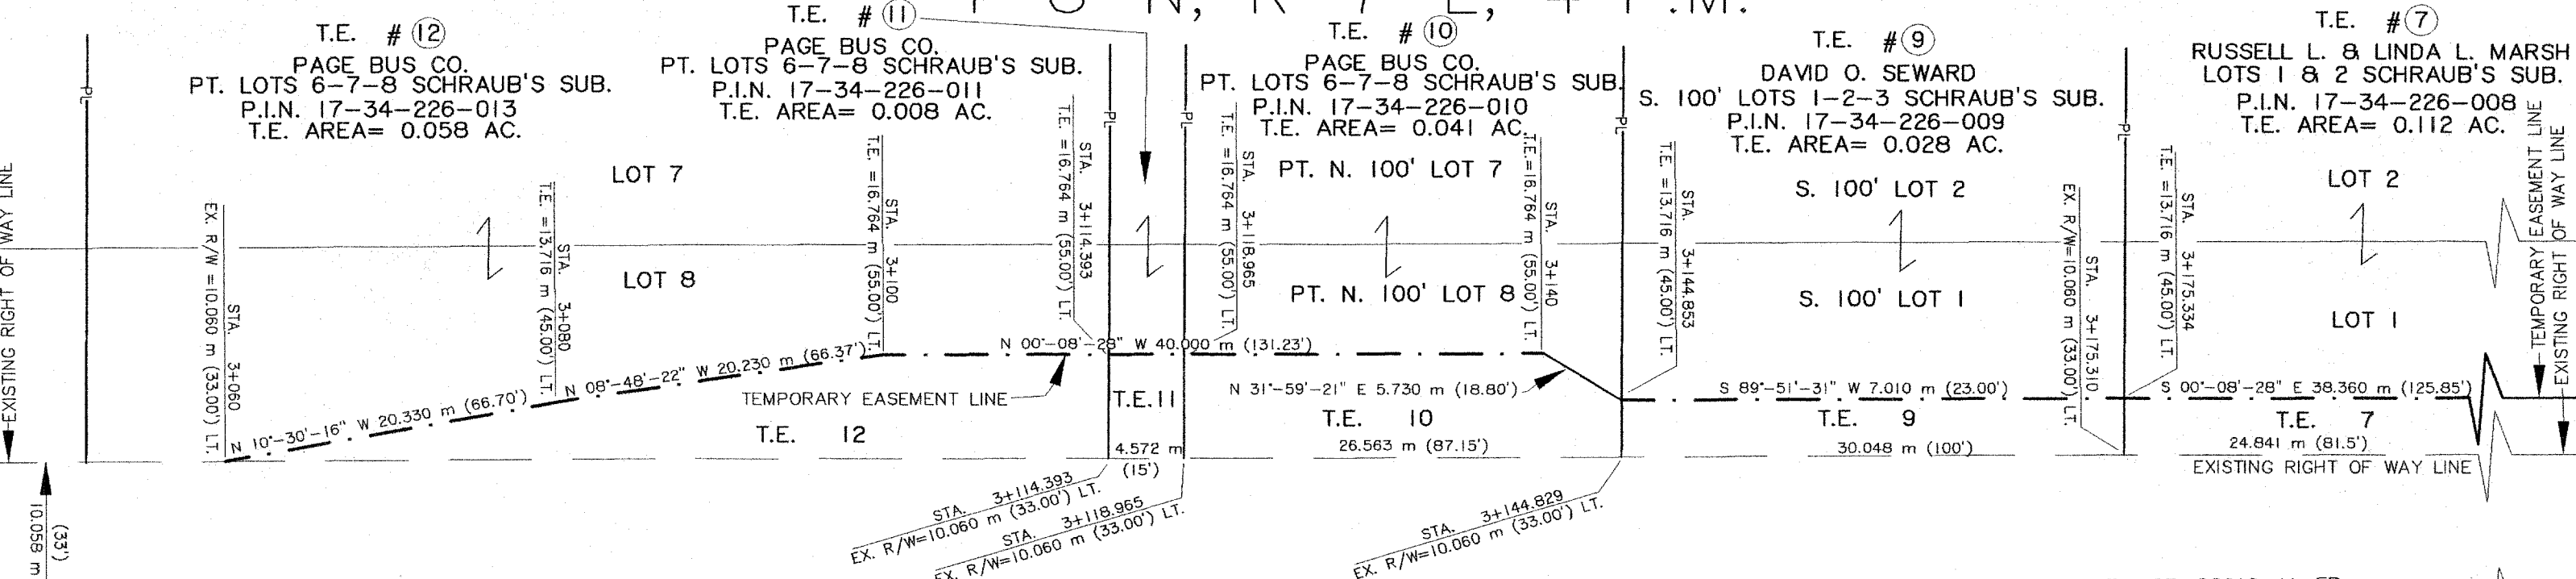 T.E. # 12
PAGE BUS CO.
PT. LOTS 6-7-8 SCHRAUB'S SUB.
P.I.N. 17-34-226-013
T.E. AREA= 0.058 AC.
T.E. # 11
PAGE BUS CO.
PT. LOTS 6-7-8 SCHRAUB'S SUB.
P.I.N. 17-34-226-011
T.E. AREA= 0.008 AC.
T.E. # 10
PAGE BUS CO.
PT. LOTS 6-7-8 SCHRAUB'S SUB.
P.I.N. 17-34-226-010
T.E. AREA= 0.041 AC.
T.E. # 9
DAVID O. SEWARD
S. 100' LOTS 1-2-3 SCHRAUB'S SUB.
P.I.N. 17-34-226-009
T.E. AREA= 0.028 AC.
T.E. # 7
RUSSELL L. & LINDA L. MARSH
LOTS 1 & 2 SCHRAUB'S SUB.
P.I.N. 17-34-226-008
T.E. AREA= 0.112 AC.
EXISTING RIGHT OF WAY LINE
PL
PL
PL
PL
PL
LOT 7
LOT 8
PT. N. 100' LOT 7
PT. N. 100' LOT 8
S. 100' LOT 2
S. 100' LOT 1
LOT 2
LOT 1
STA. 3+060
EX. R/W =10.060 m (33.00') LT.
STA. 3+080
T.E. =13.716 m (45.00') LT.
STA. 3+100
T.E. =16.764 m (55.00') LT.
STA. 3+114.393
T.E. =16.764 m (55.00') LT.
STA. 3+118.965
T.E. =16.764 m (55.00') LT.
STA. 3+140
T.E.=16.764 m (55.00') LT.
STA. 3+144.853
T.E. =13.716 m (45.00') LT.
STA. 3+175.310
EX. R/W=10.060 m (33.00') LT.
STA. 3+175.334
T.E. =13.716 m (45.00') LT.
TEMPORARY EASEMENT LINE
EXISTING RIGHT OF WAY LINE
N 10°-30'-16" W 20.330 m (66.70')
N 08°-48'-22" W 20.230 m (66.37')
N 00°-08'-28" W 40.000 m (131.23')
N 31°-59'-21" E 5.730 m (18.80')
S 89°-51'-31" W 7.010 m (23.00')
S 00°-08'-28" E 38.360 m (125.85')
TEMPORARY EASEMENT LINE
T.E. 12
T.E. 11
T.E. 10
T.E. 9
T.E. 7
4.572 m
(15')
26.563 m (87.15')
30.048 m (100')
24.841 m (81.5')
EXISTING RIGHT OF WAY LINE
STA. 3+114.393
EX. R/W=10.060 m (33.00') LT.
STA. 3+118.965
EX. R/W=10.060 m (33.00') LT.
STA. 3+144.829
EX. R/W=10.060 m (33.00') LT.
(33')
10.058 m